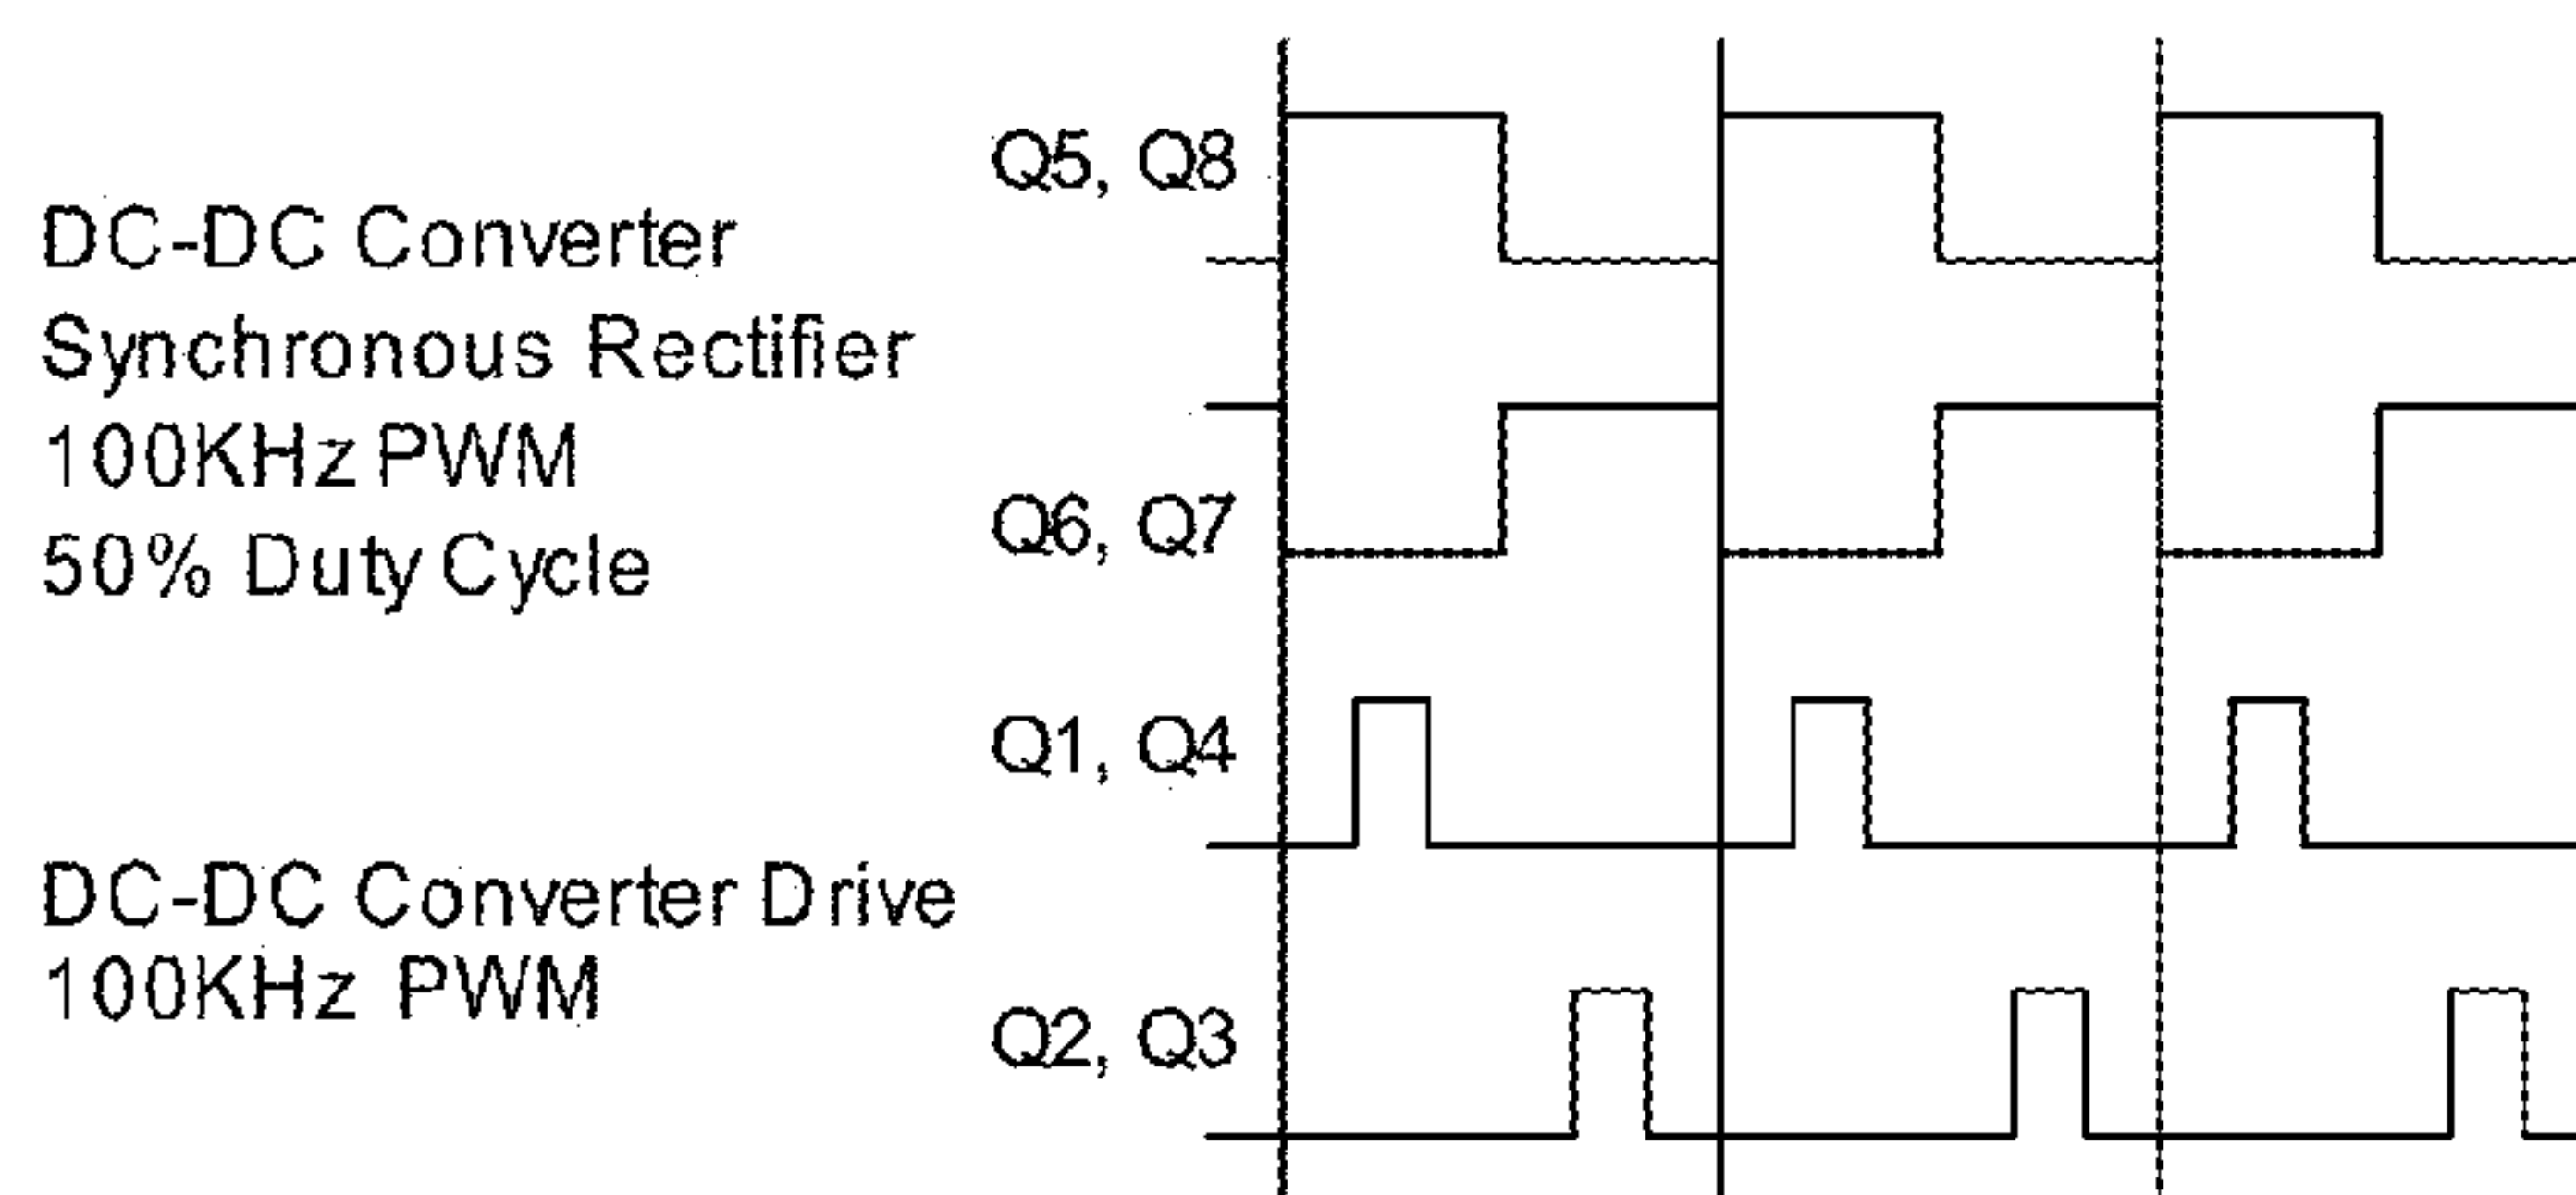 DC-DC Converter
Synchronous Rectifier
100KHz PWM
50% Duty Cycle
Q5, Q8
Q6, Q7
DC-DC Converter Drive
100KHz PWM
Q1, Q4
Q2, Q3